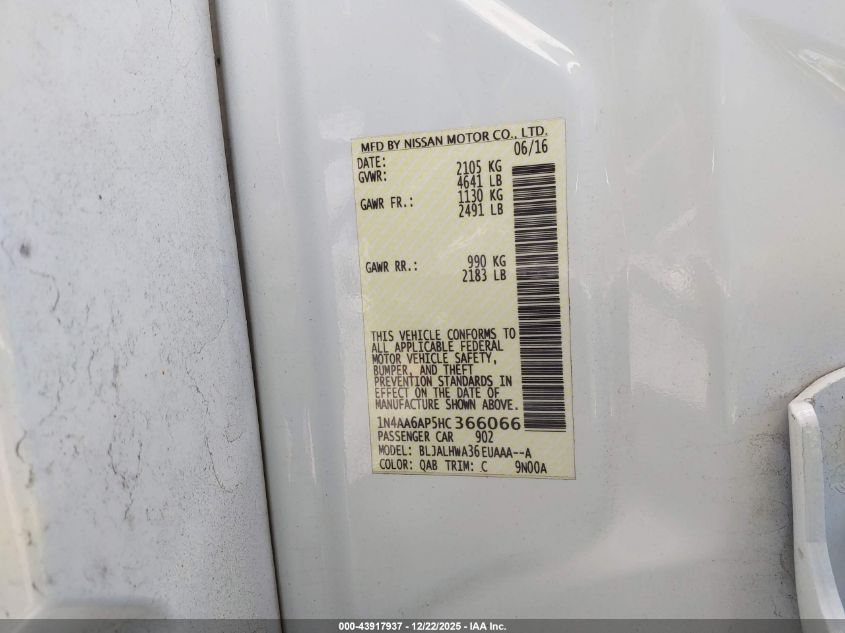 MFD BY NISSAN MOTOR CO., LTD.
DATE: 06/16
GVWR: 2105 KG
4641 LB
GAWR FR.: 1130 KG
2491 LB
GAWR RR.: 990 KG
2183 LB
THIS VEHICLE CONFORMS TO
ALL APPLICABLE FEDERAL
MOTOR VEHICLE SAFETY,
BUMPER, AND THEFT
PREVENTION STANDARDS IN
EFFECT ON THE DATE OF
MANUFACTURE SHOWN ABOVE.
1N4AA6AP5HC366066
PASSENGER CAR 902
MODEL: BLJALHWA36EUAAA--A
COLOR: QAB TRIM: C 9N00A
000-43917937 - 12/22/2025 - IAA Inc.